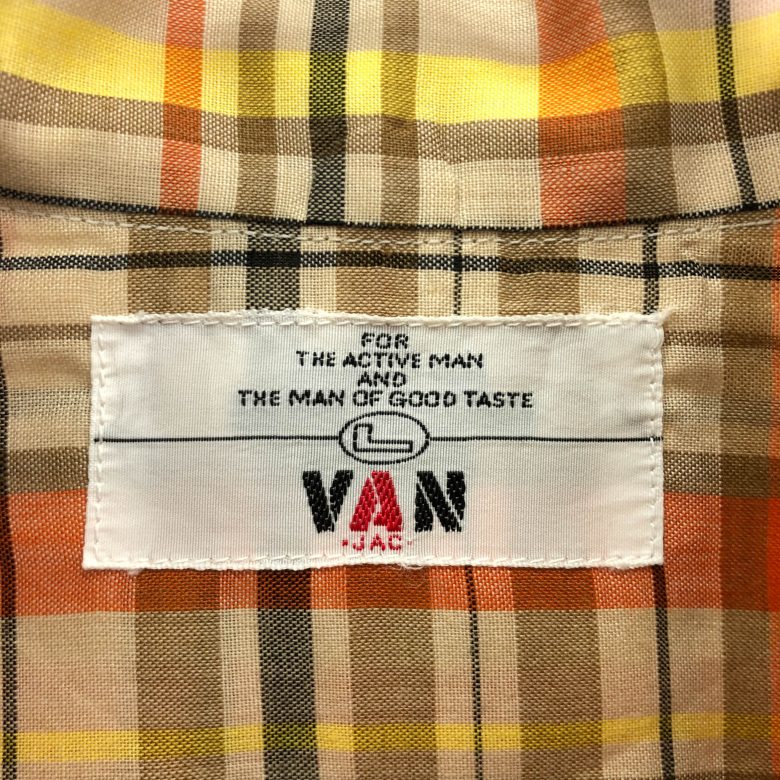 FOR
THE ACTIVE MAN
AND
THE MAN OF GOOD TASTE
L
VAN
·JAC·